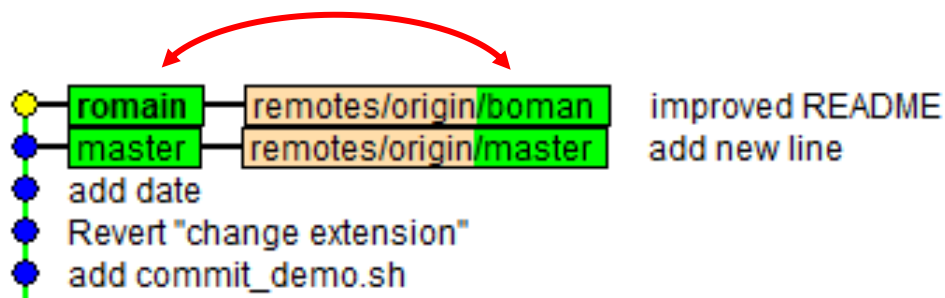 romain remotes/origin/boman improved README
master remotes/origin/master add new line
add date
Revert "change extension"
add commit_demo.sh